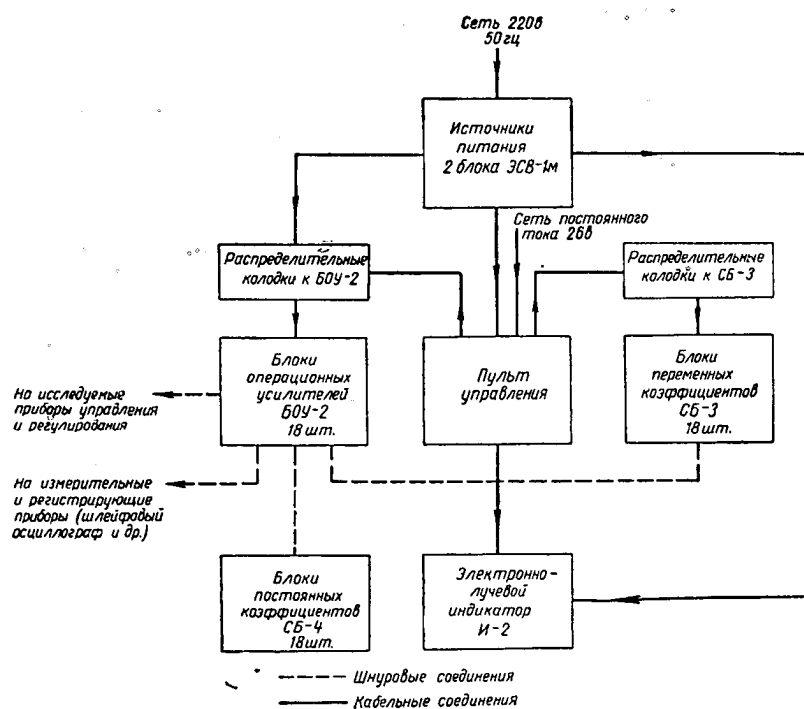 Сеть 220в
50гц
Источники
питания
2 блока ЭСВ-1м
Сеть постоянного
тока 26в
Распределительные
колодки к БОУ-2
Распределительные
колодки к СБ-3
Блоки
операционных
усилителей
БОУ-2
18 шт.
Пульт
управления
Блоки
переменных
коэффициентов
СБ-3
18 шт.
На исследуемые
приборы управления
и регулирования
На измерительные
и регистрирующие
приборы (шлейфовый
осциллограф и др.)
Блоки
постоянных
коэффициентов
СБ-4
18 шт.
Электронно-
лучевой
индикатор
И-2
Шнуровые соединения
Кабельные соединения